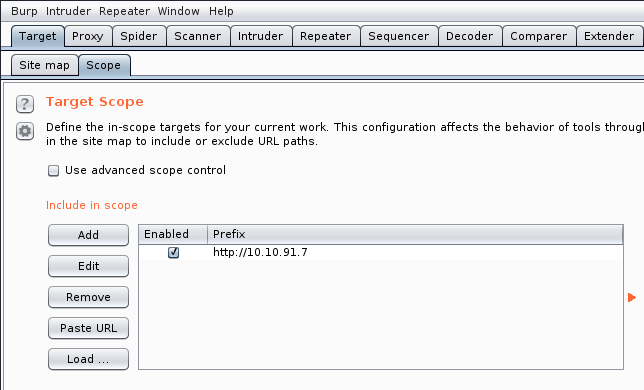 Burp Intruder Repeater Window Help
Target Proxy Spider Scanner Intruder Repeater Sequencer Decoder Comparer Extender
Site map Scope
? Target Scope
Define the in-scope targets for your current work. This configuration affects the behavior of tools throug
in the site map to include or exclude URL paths.
Use advanced scope control
Include in scope
Add
Edit
Remove
Paste URL
Load ...
Enabled Prefix
http://10.10.91.7